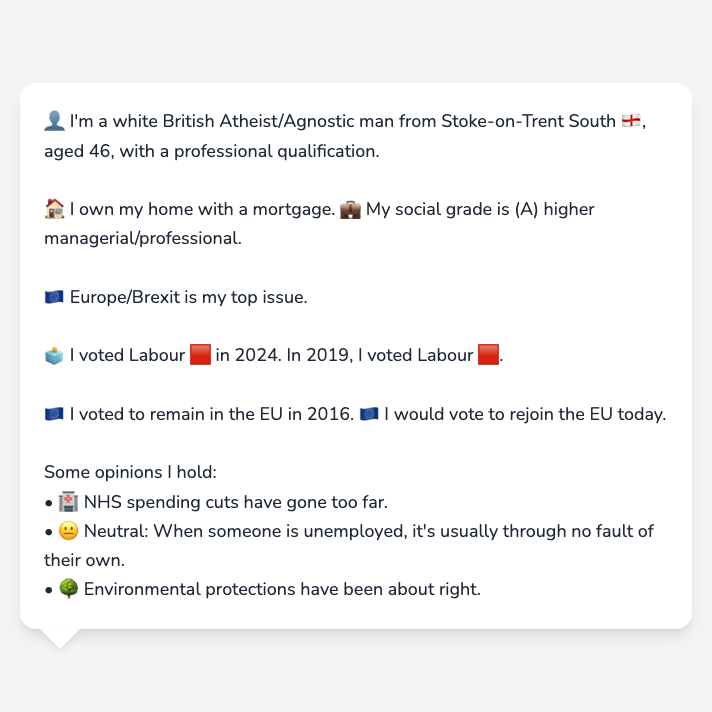 👤 I'm a white British Atheist/Agnostic man from Stoke-on-Trent South 🏴󠁧󠁢󠁥󠁮󠁧󠁿,
aged 46, with a professional qualification.
🏠 I own my home with a mortgage. 💼 My social grade is (A) higher
managerial/professional.
🇪🇺 Europe/Brexit is my top issue.
🗳️ I voted Labour 🟥 in 2024. In 2019, I voted Labour 🟥.
🇪🇺 I voted to remain in the EU in 2016. 🇪🇺 I would vote to rejoin the EU today.
Some opinions I hold:
• 🏥 NHS spending cuts have gone too far.
• 😐 Neutral: When someone is unemployed, it's usually through no fault of
their own.
• 🌳 Environmental protections have been about right.